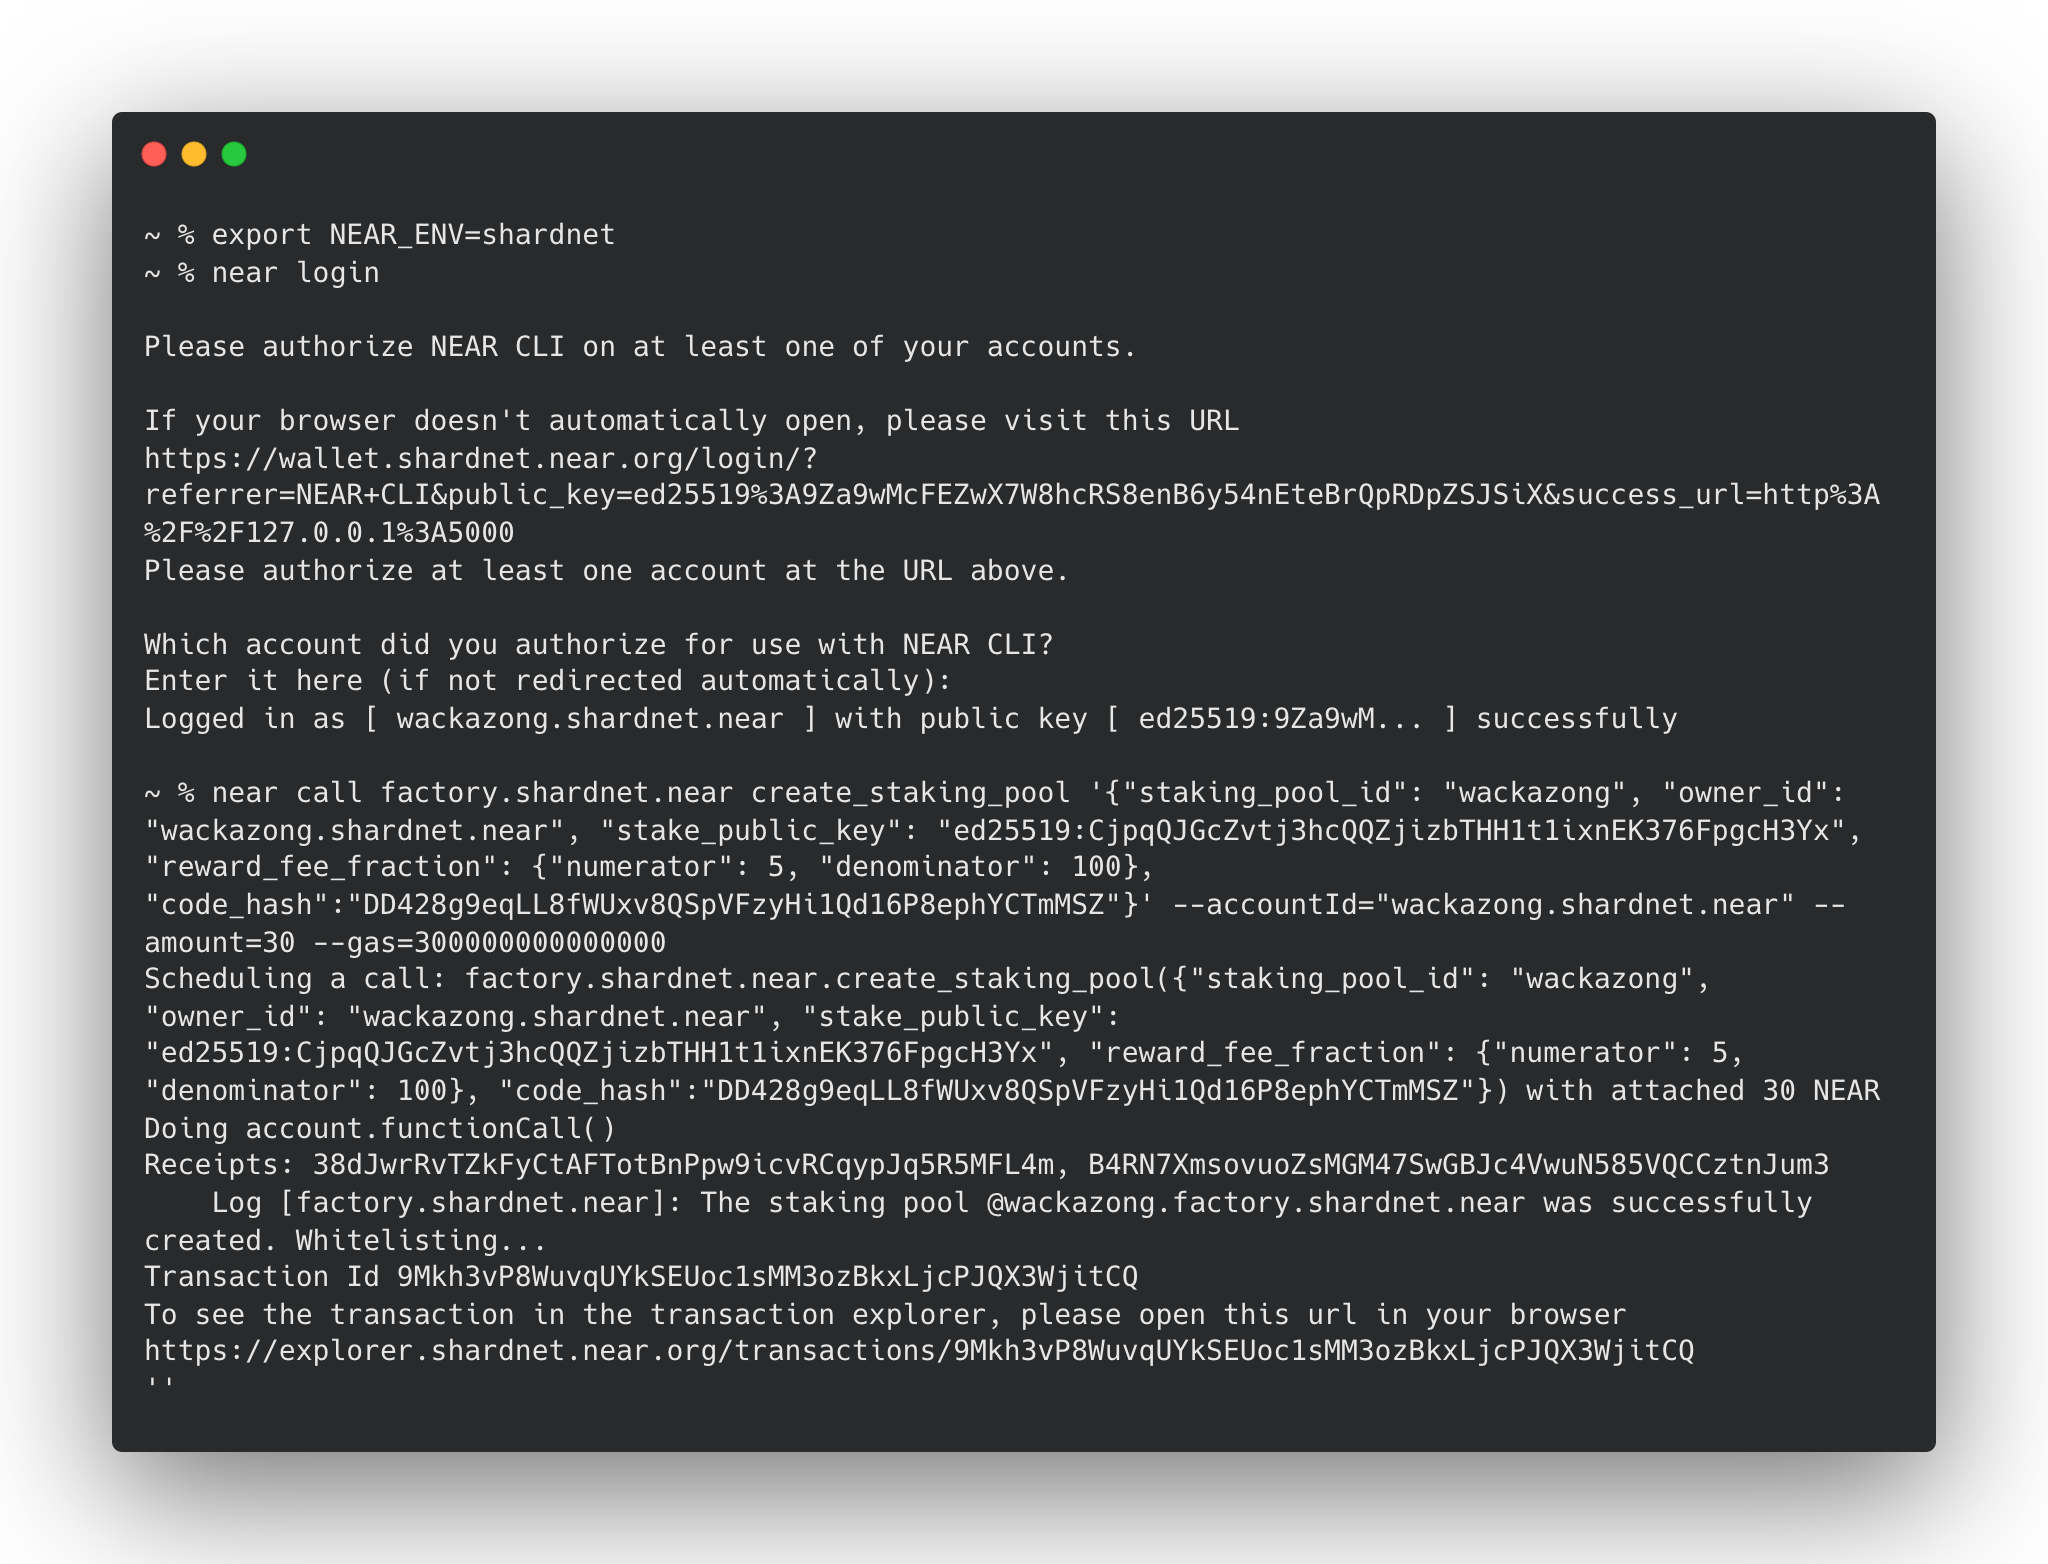 ~ % export NEAR_ENV=shardnet
~ % near login
Please authorize NEAR CLI on at least one of your accounts.
If your browser doesn't automatically open, please visit this URL
https://wallet.shardnet.near.org/login/?
referrer=NEAR+CLI&public_key=ed25519%3A9Za9wMcFEZwX7W8hcRS8enB6y54nEteBrQpRDpZSJSiX&success_url=http%3A
%2F%2F127.0.0.1%3A5000
Please authorize at least one account at the URL above.
Which account did you authorize for use with NEAR CLI?
Enter it here (if not redirected automatically):
Logged in as [ wackazong.shardnet.near ] with public key [ ed25519:9Za9wM... ] successfully
~ % near call factory.shardnet.near create_staking_pool '{"staking_pool_id": "wackazong", "owner_id":
"wackazong.shardnet.near", "stake_public_key": "ed25519:CjpqQJGcZvtj3hcQQZjizbTHH1t1ixnEK376FpgcH3Yx",
"reward_fee_fraction": {"numerator": 5, "denominator": 100},
"code_hash":"DD428g9eqLL8fWUxv8QSpVFzyHi1Qd16P8ephYCTmMSZ"}' --accountId="wackazong.shardnet.near" --
amount=30 --gas=300000000000000
Scheduling a call: factory.shardnet.near.create_staking_pool({"staking_pool_id": "wackazong",
"owner_id": "wackazong.shardnet.near", "stake_public_key":
"ed25519:CjpqQJGcZvtj3hcQQZjizbTHH1t1ixnEK376FpgcH3Yx", "reward_fee_fraction": {"numerator": 5,
"denominator": 100}, "code_hash":"DD428g9eqLL8fWUxv8QSpVFzyHi1Qd16P8ephYCTmMSZ"}) with attached 30 NEAR
Doing account.functionCall()
Receipts: 38dJwrRvTZkFyCtAFTotBnPpw9icvRCqypJq5R5MFL4m, B4RN7XmsovuoZsMGM47SwGBJc4VwuN585VQCCztnJum3
    Log [factory.shardnet.near]: The staking pool @wackazong.factory.shardnet.near was successfully
created. Whitelisting...
Transaction Id 9Mkh3vP8WuvqUYkSEUoc1sMM3ozBkxLjcPJQX3WjitCQ
To see the transaction in the transaction explorer, please open this url in your browser
https://explorer.shardnet.near.org/transactions/9Mkh3vP8WuvqUYkSEUoc1sMM3ozBkxLjcPJQX3WjitCQ
''